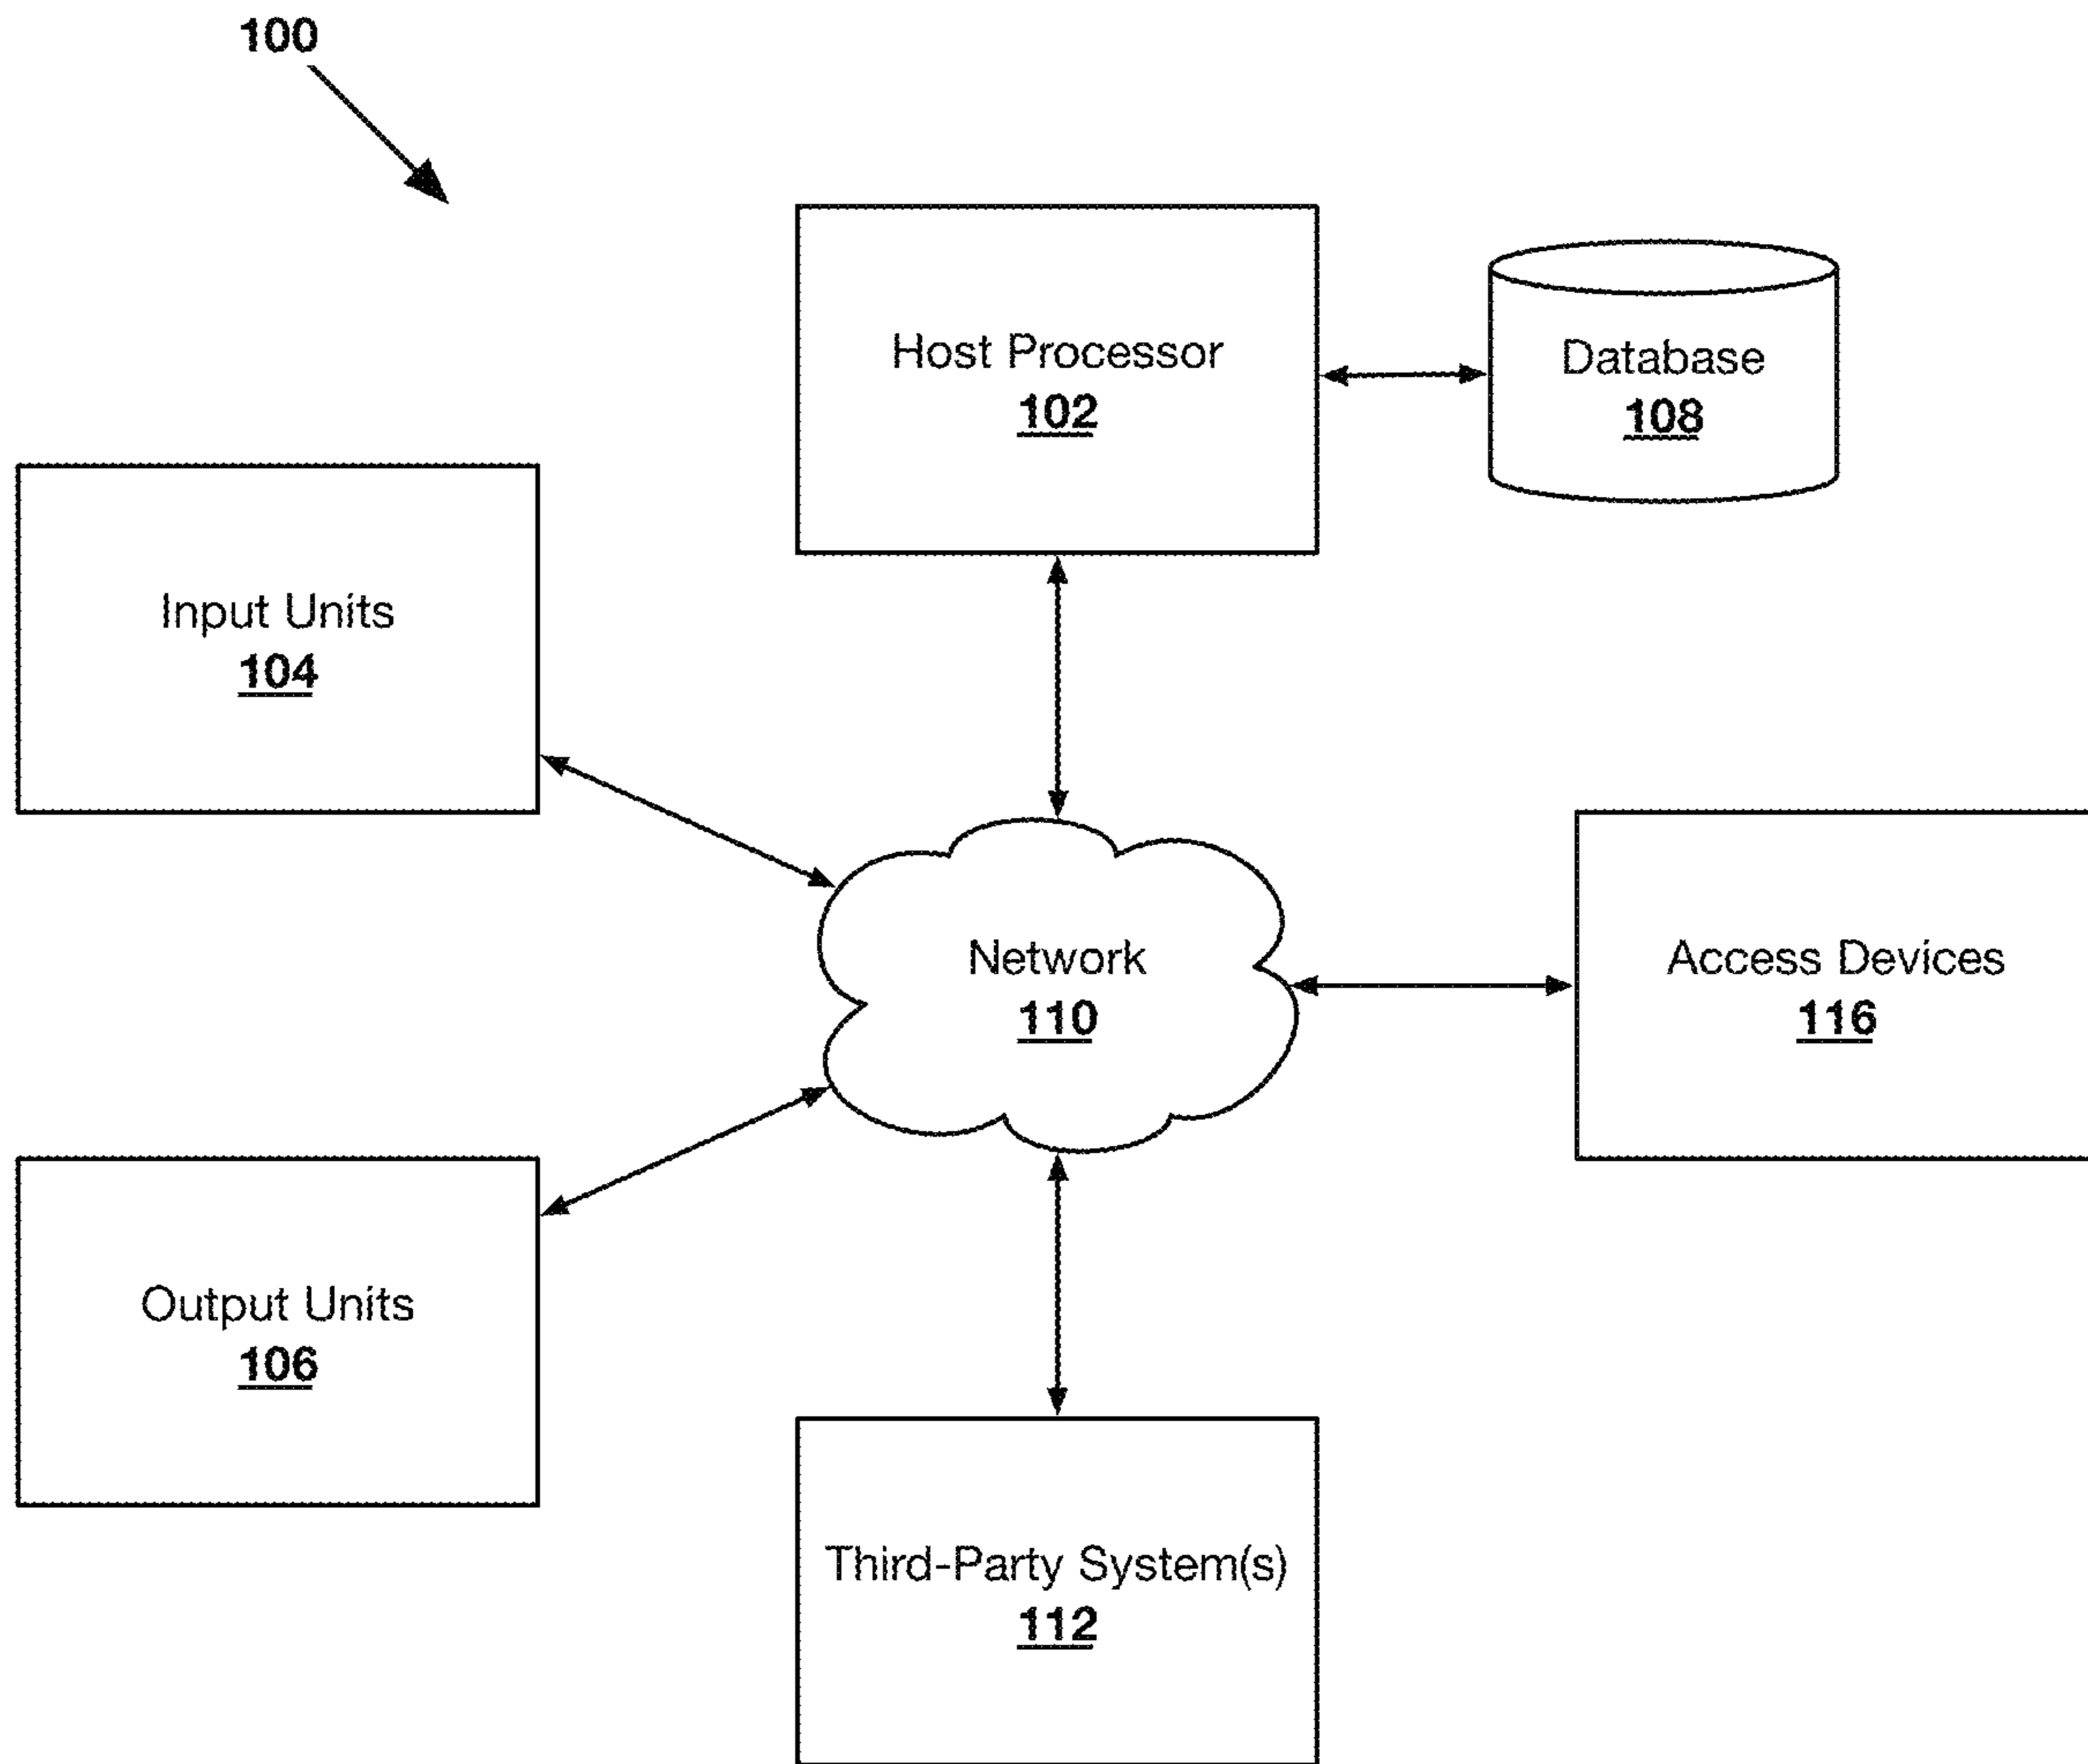 100
Host Processor
102
Database
108
Input Units
104
Network
110
Access Devices
116
Output Units
106
Third-Party System(s)
112